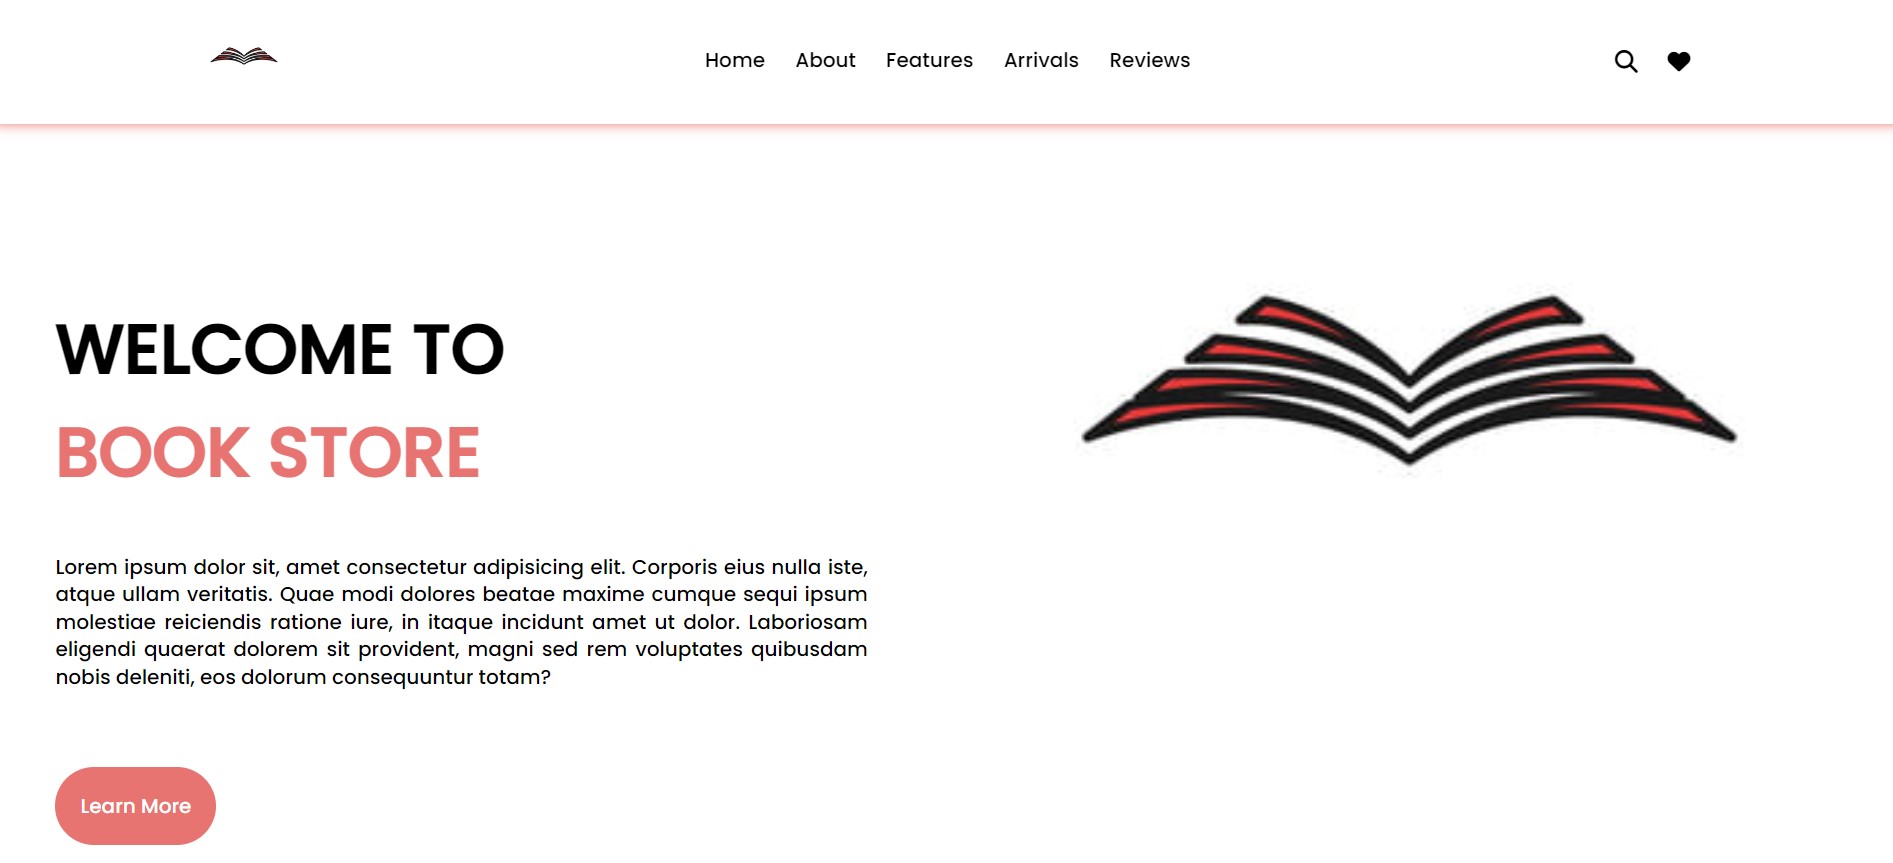 Home About Features Arrivals Reviews
WELCOME TO
BOOK STORE
Lorem ipsum dolor sit, amet consectetur adipisicing elit. Corporis eius nulla iste,
atque ullam veritatis. Quae modi dolores beatae maxime cumque sequi ipsum
molestiae reiciendis ratione iure, in itaque incidunt amet ut dolor. Laboriosam
eligendi quaerat dolorem sit provident, magni sed rem voluptates quibusdam
nobis deleniti, eos dolorum consequuntur totam?
Learn More